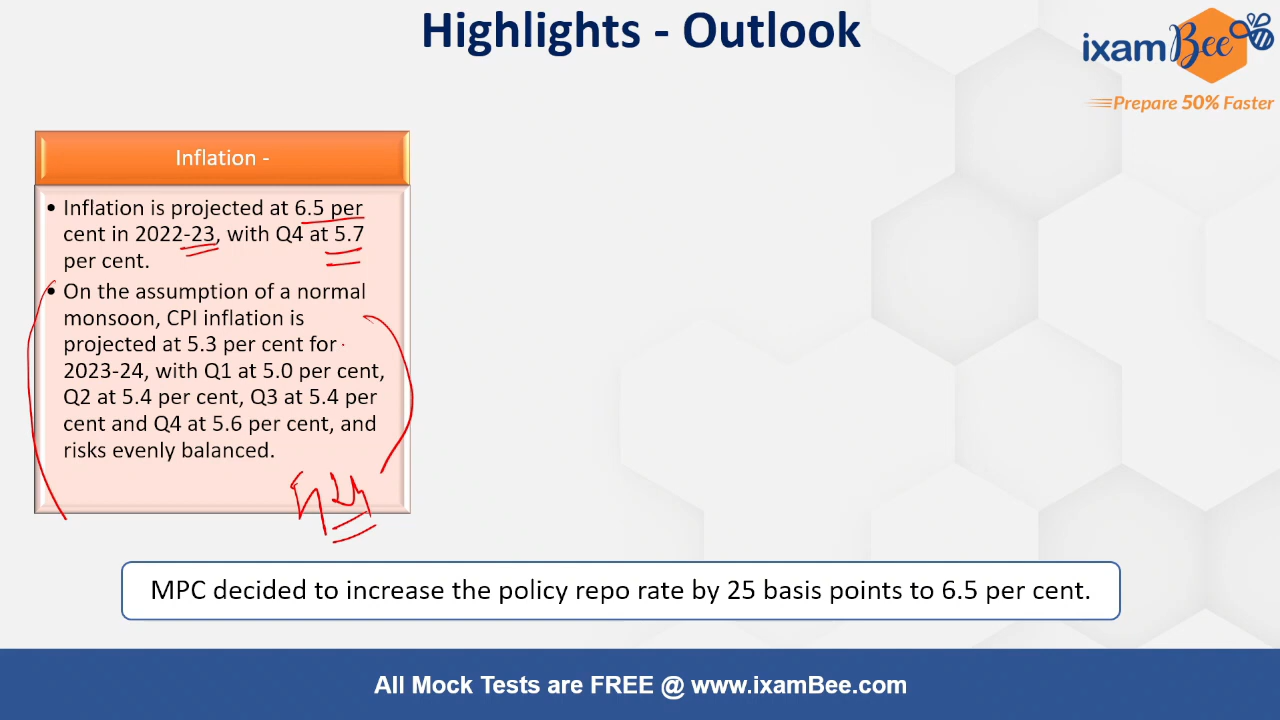 Highlights - Outlook
ixamBee
Prepare 50% Faster
Inflation -
• Inflation is projected at 6.5 per
cent in 2022-23, with Q4 at 5.7
per cent.
• On the assumption of a normal
monsoon, CPI inflation is
projected at 5.3 per cent for
2023-24, with Q1 at 5.0 per cent,
Q2 at 5.4 per cent, Q3 at 5.4 per
cent and Q4 at 5.6 per cent, and
risks evenly balanced.
MPC decided to increase the policy repo rate by 25 basis points to 6.5 per cent.
All Mock Tests are FREE @ www.ixamBee.com